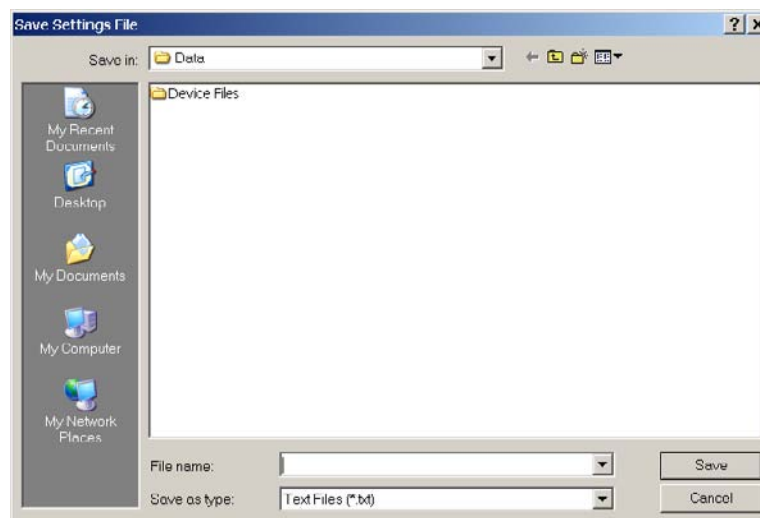 Save Settings File
Save in:
Data
Device Files
My Recent
Documents
Desktop
My Documents
My Computer
My Network
Places
File name:
Save
Save as type:
Text Files (*.txt)
Cancel